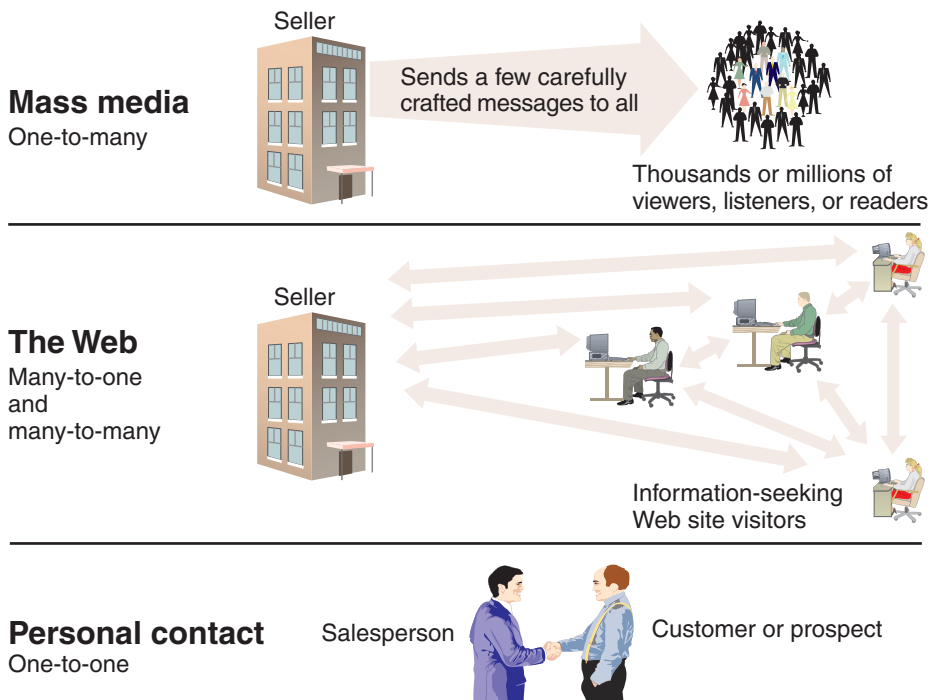 Seller
Mass media
One-to-many
Sends a few carefully
crafted messages to all
Thousands or millions of
viewers, listeners, or readers
Seller
The Web
Many-to-one
and
many-to-many
Information-seeking
Web site visitors
Personal contact
One-to-one
Salesperson
Customer or prospect